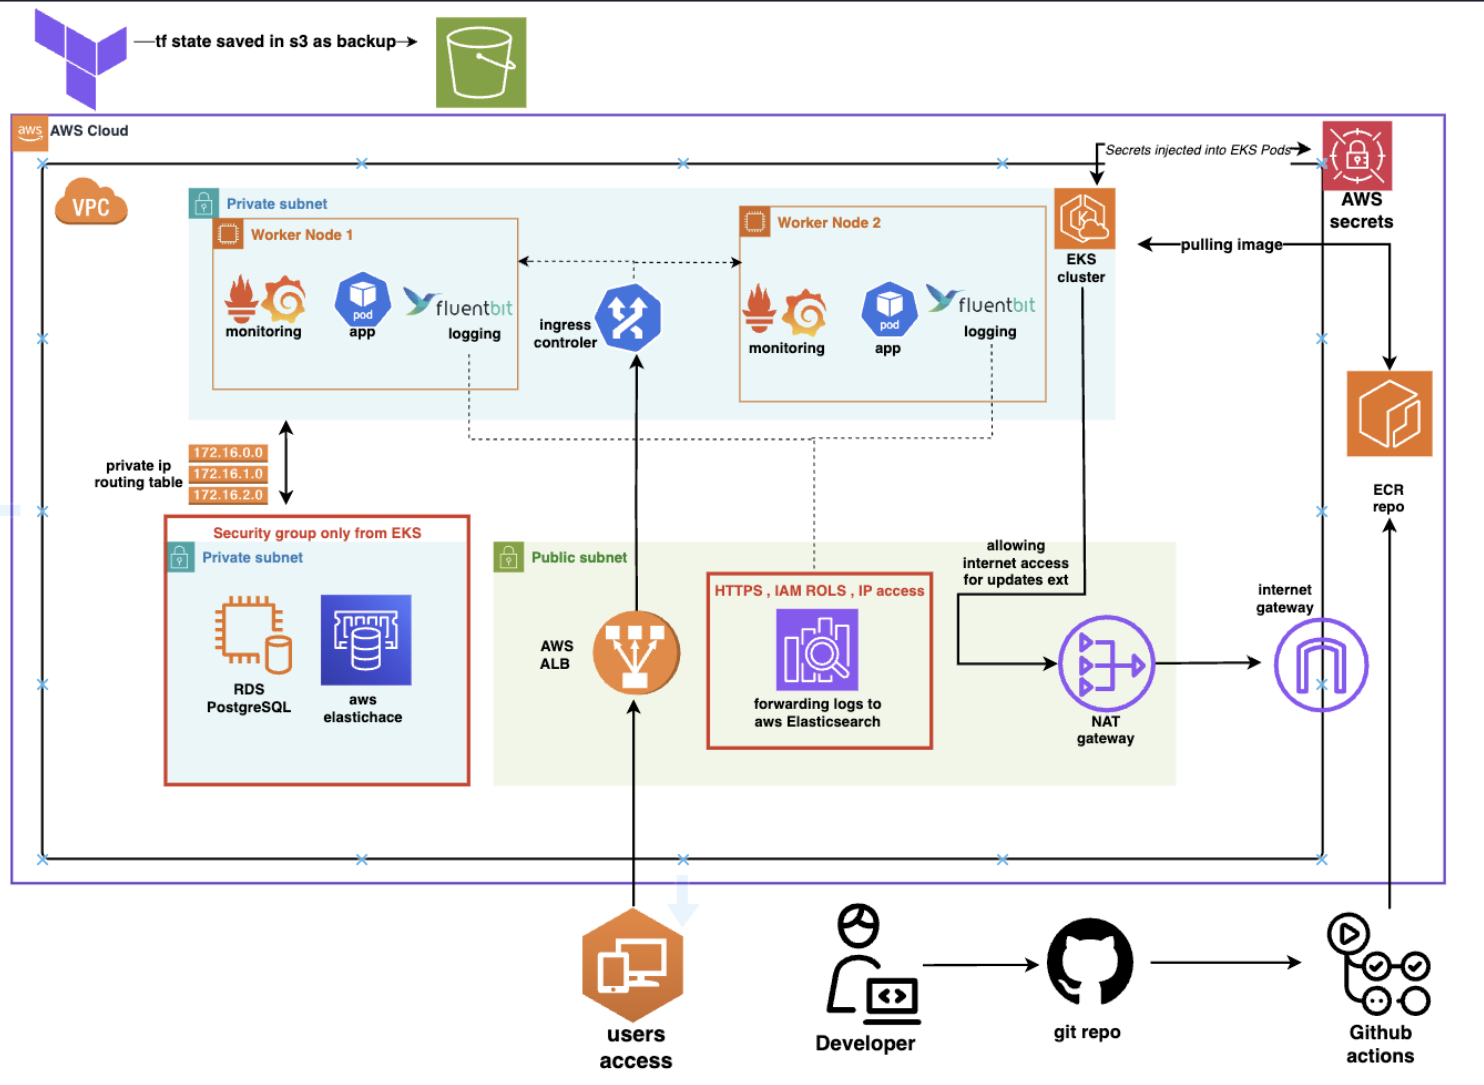 tf state saved in s3 as backup
aws
AWS Cloud
Secrets injected into EKS Pods
AWS
secrets
VPC
Private subnet
Worker Node 1
Worker Node 2
EKS
cluster
pulling image
monitoring
pod
app
fluentbit
logging
ingress
controler
monitoring
pod
app
fluentbit
logging
private ip
routing table
172.16.0.0
172.16.1.0
172.16.2.0
ECR
repo
Security group only from EKS
Private subnet
RDS
PostgreSQL
aws
elastichace
Public subnet
AWS
ALB
HTTPS , IAM ROLS , IP access
forwarding logs to
aws Elasticsearch
allowing
internet access
for updates ext
NAT
gateway
internet
gateway
users
access
Developer
git repo
Github
actions